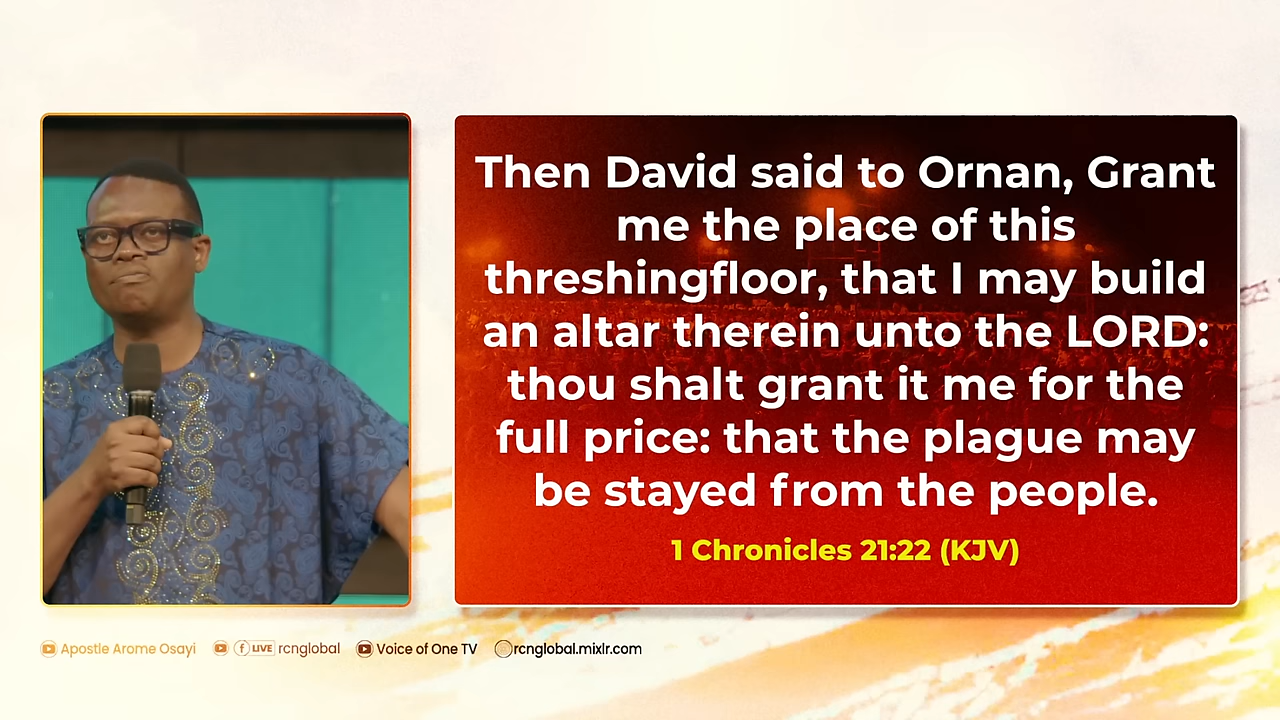 Then David said to Ornan, Grant
me the place of this
threshingfloor, that I may build
an altar therein unto the LORD:
thou shalt grant it me for the
full price: that the plague may
be stayed from the people.
1 Chronicles 21:22 (KJV)
Apostle Arome Osayi LIVE rcnglobal Voice of One TV rcnglobal.mixlr.com